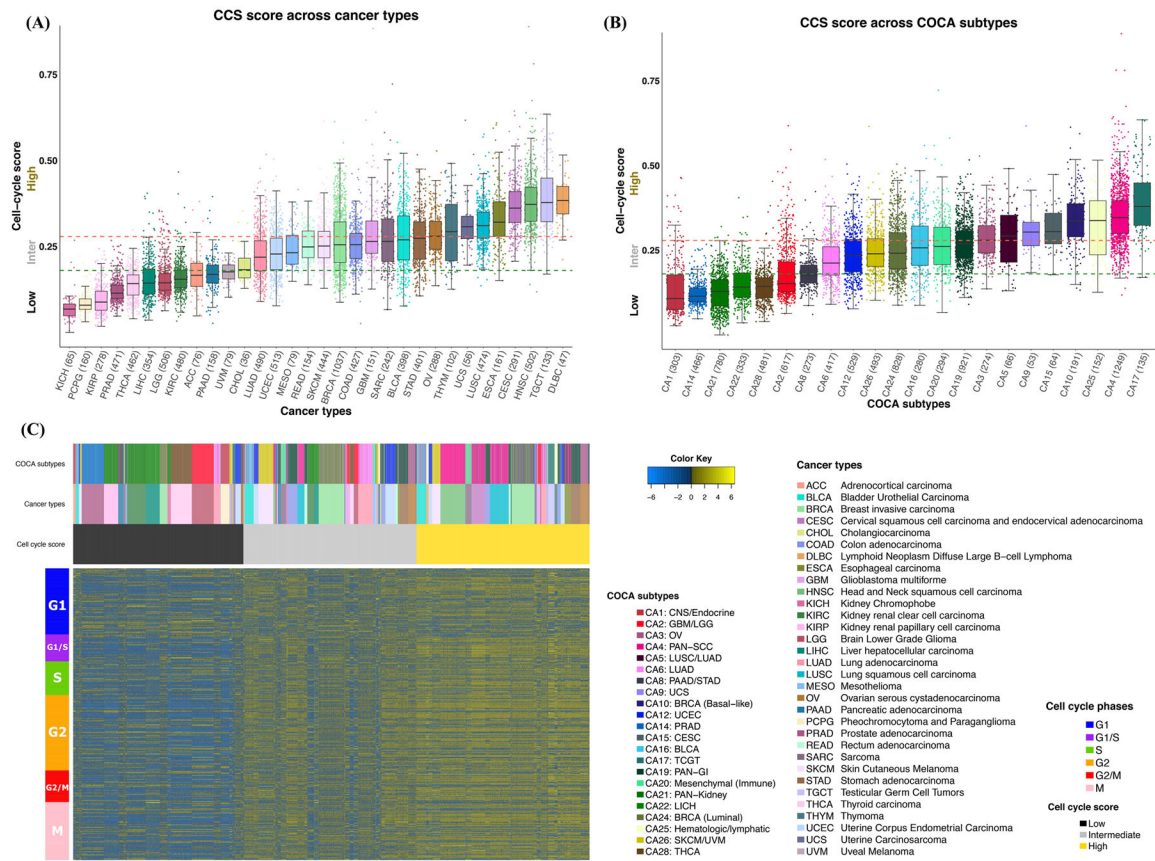 (A)
CCS score across cancer types
Cell−cycle score
Low
Inter
High
0.75
0.50
0.25
KICH (65)
PCPG (160)
KIRP (278)
PRAD (471)
THCA (462)
LIHC (354)
LGG (506)
KIRC (480)
ACC (76)
PAAD (158)
UVM (79)
CHOL (36)
LUAD (490)
UCEC (513)
MESO (79)
READ (154)
SKCM (444)
BRCA (1037)
COAD (427)
GBM (151)
SARC (242)
BLCA (398)
STAD (401)
OV (288)
THYM (102)
UCS (56)
LUSC (474)
ESCA (161)
CESC (291)
HNSC (502)
TGCT (133)
DLBC (47)
Cancer types
(B)
CCS score across COCA subtypes
Cell−cycle score
Low
Inter
High
0.75
0.50
0.25
CA1 (303)
CA14 (466)
CA21 (780)
CA22 (333)
CA28 (481)
CA2 (617)
CA8 (273)
CA6 (417)
CA12 (529)
CA26 (483)
CA24 (828)
CA16 (280)
CA20 (294)
CA19 (921)
CA3 (274)
CA5 (66)
CA9 (53)
CA15 (64)
CA10 (191)
CA25 (152)
CA4 (1249)
CA17 (135)
COCA subtypes
(C)
COCA subtypes
Cancer types
Cell cycle score
G1
G1/S
S
G2
G2/M
M
Color Key
−6 −4 −2 0 2 4 6
COCA subtypes
CA1: CNS/Endocrine
CA2: GBM/LGG
CA3: OV
CA4: PAN−SCC
CA5: LUSC/LUAD
CA6: LUAD
CA8: PAAD/STAD
CA9: UCS
CA10: BRCA (Basal−like)
CA12: UCEC
CA14: PRAD
CA15: CESC
CA16: BLCA
CA17: TCGT
CA19: PAN−GI
CA20: Mesenchymal (Immune)
CA21: PAN−Kidney
CA22: LICH
CA24: BRCA (Luminal)
CA25: Hematologic/lymphatic
CA26: SKCM/UVM
CA28: THCA
Cancer types
ACC Adrenocortical carcinoma
BLCA Bladder Urothelial Carcinoma
BRCA Breast invasive carcinoma
CESC Cervical squamous cell carcinoma and endocervical adenocarcinoma
CHOL Cholangiocarcinoma
COAD Colon adenocarcinoma
DLBC Lymphoid Neoplasm Diffuse Large B−cell Lymphoma
ESCA Esophageal carcinoma
GBM Glioblastoma multiforme
HNSC Head and Neck squamous cell carcinoma
KICH Kidney Chromophobe
KIRC Kidney renal clear cell carcinoma
KIRP Kidney renal papillary cell carcinoma
LGG Brain Lower Grade Glioma
LIHC Liver hepatocellular carcinoma
LUAD Lung adenocarcinoma
LUSC Lung squamous cell carcinoma
MESO Mesothelioma
OV Ovarian serous cystadenocarcinoma
PAAD Pancreatic adenocarcinoma
PCPG Pheochromocytoma and Paraganglioma
PRAD Prostate adenocarcinoma
READ Rectum adenocarcinoma
SARC Sarcoma
SKCM Skin Cutaneous Melanoma
STAD Stomach adenocarcinoma
TGCT Testicular Germ Cell Tumors
THCA Thyroid carcinoma
THYM Thymoma
UCEC Uterine Corpus Endometrial Carcinoma
UCS Uterine Carcinosarcoma
UVM Uveal Melanoma
Cell cycle phases
G1
G1/S
S
G2
G2/M
M
Cell cycle score
Low
Intermediate
High